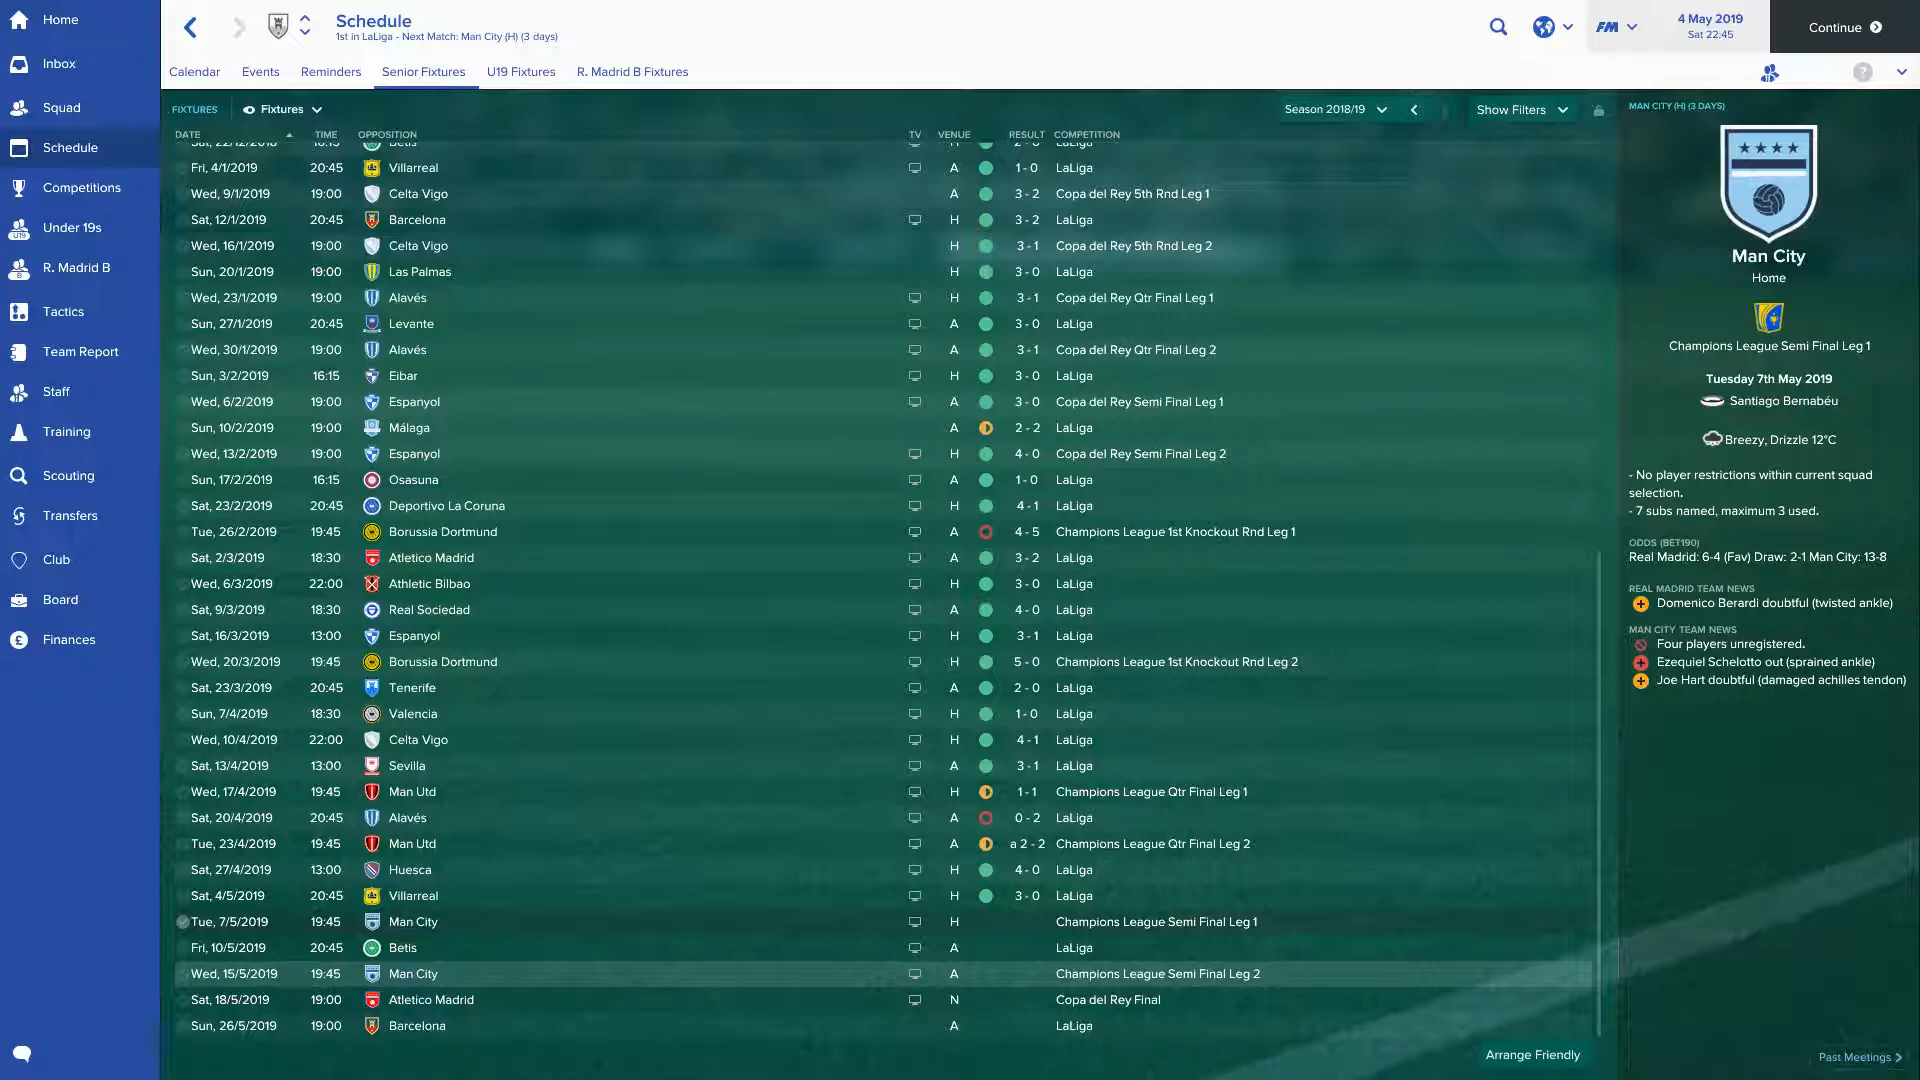 Home
Inbox
Squad
Schedule
Competitions
Under 19s
R. Madrid B
Tactics
Team Report
Staff
Training
Scouting
Transfers
Club
Board
Finances
Schedule
1st in LaLiga - Next Match: Man City (H) (3 days)
FM
4 May 2019
Sat 22:45
Continue
Calendar Events Reminders Senior Fixtures U19 Fixtures R. Madrid B Fixtures
FIXTURES Fixtures Season 2018/19 Show Filters
DATE TIME OPPOSITION TV VENUE RESULT COMPETITION
Sat, 22/12/2018 16:15 Betis H 2 - 0 LaLiga
Fri, 4/1/2019 20:45 Villarreal A 1 - 0 LaLiga
Wed, 9/1/2019 19:00 Celta Vigo A 3 - 2 Copa del Rey 5th Rnd Leg 1
Sat, 12/1/2019 20:45 Barcelona H 3 - 2 LaLiga
Wed, 16/1/2019 19:00 Celta Vigo H 3 - 1 Copa del Rey 5th Rnd Leg 2
Sun, 20/1/2019 19:00 Las Palmas H 3 - 0 LaLiga
Wed, 23/1/2019 19:00 Alavés H 3 - 1 Copa del Rey Qtr Final Leg 1
Sun, 27/1/2019 20:45 Levante A 3 - 0 LaLiga
Wed, 30/1/2019 19:00 Alavés A 3 - 1 Copa del Rey Qtr Final Leg 2
Sun, 3/2/2019 16:15 Eibar H 3 - 0 LaLiga
Wed, 6/2/2019 19:00 Espanyol A 3 - 0 Copa del Rey Semi Final Leg 1
Sun, 10/2/2019 19:00 Málaga A 2 - 2 LaLiga
Wed, 13/2/2019 19:00 Espanyol H 4 - 0 Copa del Rey Semi Final Leg 2
Sun, 17/2/2019 16:15 Osasuna A 1 - 0 LaLiga
Sat, 23/2/2019 20:45 Deportivo La Coruna H 4 - 1 LaLiga
Tue, 26/2/2019 19:45 Borussia Dortmund A 4 - 5 Champions League 1st Knockout Rnd Leg 1
Sat, 2/3/2019 18:30 Atletico Madrid A 3 - 2 LaLiga
Wed, 6/3/2019 22:00 Athletic Bilbao H 3 - 0 LaLiga
Sat, 9/3/2019 18:30 Real Sociedad A 4 - 0 LaLiga
Sat, 16/3/2019 13:00 Espanyol H 3 - 1 LaLiga
Wed, 20/3/2019 19:45 Borussia Dortmund H 5 - 0 Champions League 1st Knockout Rnd Leg 2
Sat, 23/3/2019 20:45 Tenerife A 2 - 0 LaLiga
Sun, 7/4/2019 18:30 Valencia H 1 - 0 LaLiga
Wed, 10/4/2019 22:00 Celta Vigo H 4 - 1 LaLiga
Sat, 13/4/2019 13:00 Sevilla A 3 - 1 LaLiga
Wed, 17/4/2019 19:45 Man Utd H 1 - 1 Champions League Qtr Final Leg 1
Sat, 20/4/2019 20:45 Alavés A 0 - 2 LaLiga
Tue, 23/4/2019 19:45 Man Utd A a 2 - 2 Champions League Qtr Final Leg 2
Sat, 27/4/2019 13:00 Huesca H 4 - 0 LaLiga
Sat, 4/5/2019 20:45 Villarreal H 3 - 0 LaLiga
Tue, 7/5/2019 19:45 Man City H Champions League Semi Final Leg 1
Fri, 10/5/2019 20:45 Betis A LaLiga
Wed, 15/5/2019 19:45 Man City A Champions League Semi Final Leg 2
Sat, 18/5/2019 19:00 Atletico Madrid N Copa del Rey Final
Sun, 26/5/2019 19:00 Barcelona A LaLiga
Arrange Friendly
MAN CITY (H) (3 DAYS)
Man City
Home
Champions League Semi Final Leg 1
Tuesday 7th May 2019
Santiago Bernabéu
Breezy, Drizzle 12°C
- No player restrictions within current squad
selection.
- 7 subs named, maximum 3 used.
ODDS (BET190)
Real Madrid: 6-4 (Fav) Draw: 2-1 Man City: 13-8
REAL MADRID TEAM NEWS
Domenico Berardi doubtful (twisted ankle)
MAN CITY TEAM NEWS
Four players unregistered.
Ezequiel Schelotto out (sprained ankle)
Joe Hart doubtful (damaged achilles tendon)
Past Meetings